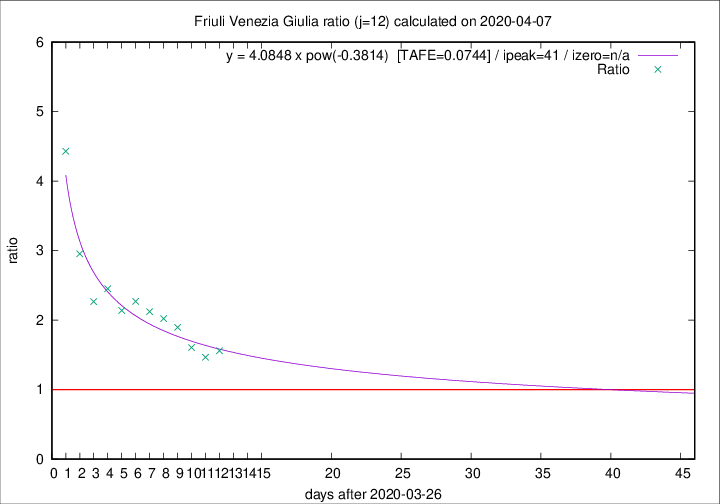 Friuli Venezia Giulia ratio (j=12) calculated on 2020-04-07
y = 4.0848 x pow(-0.3814) [TAFE=0.0744] / ipeak=41 / izero=n/a
Ratio
6
5
4
3
2
1
0
ratio
0 1 2 3 4 5 6 7 8 9 10 11 12 13 14 15 20 25 30 35 40 45
days after 2020-03-26